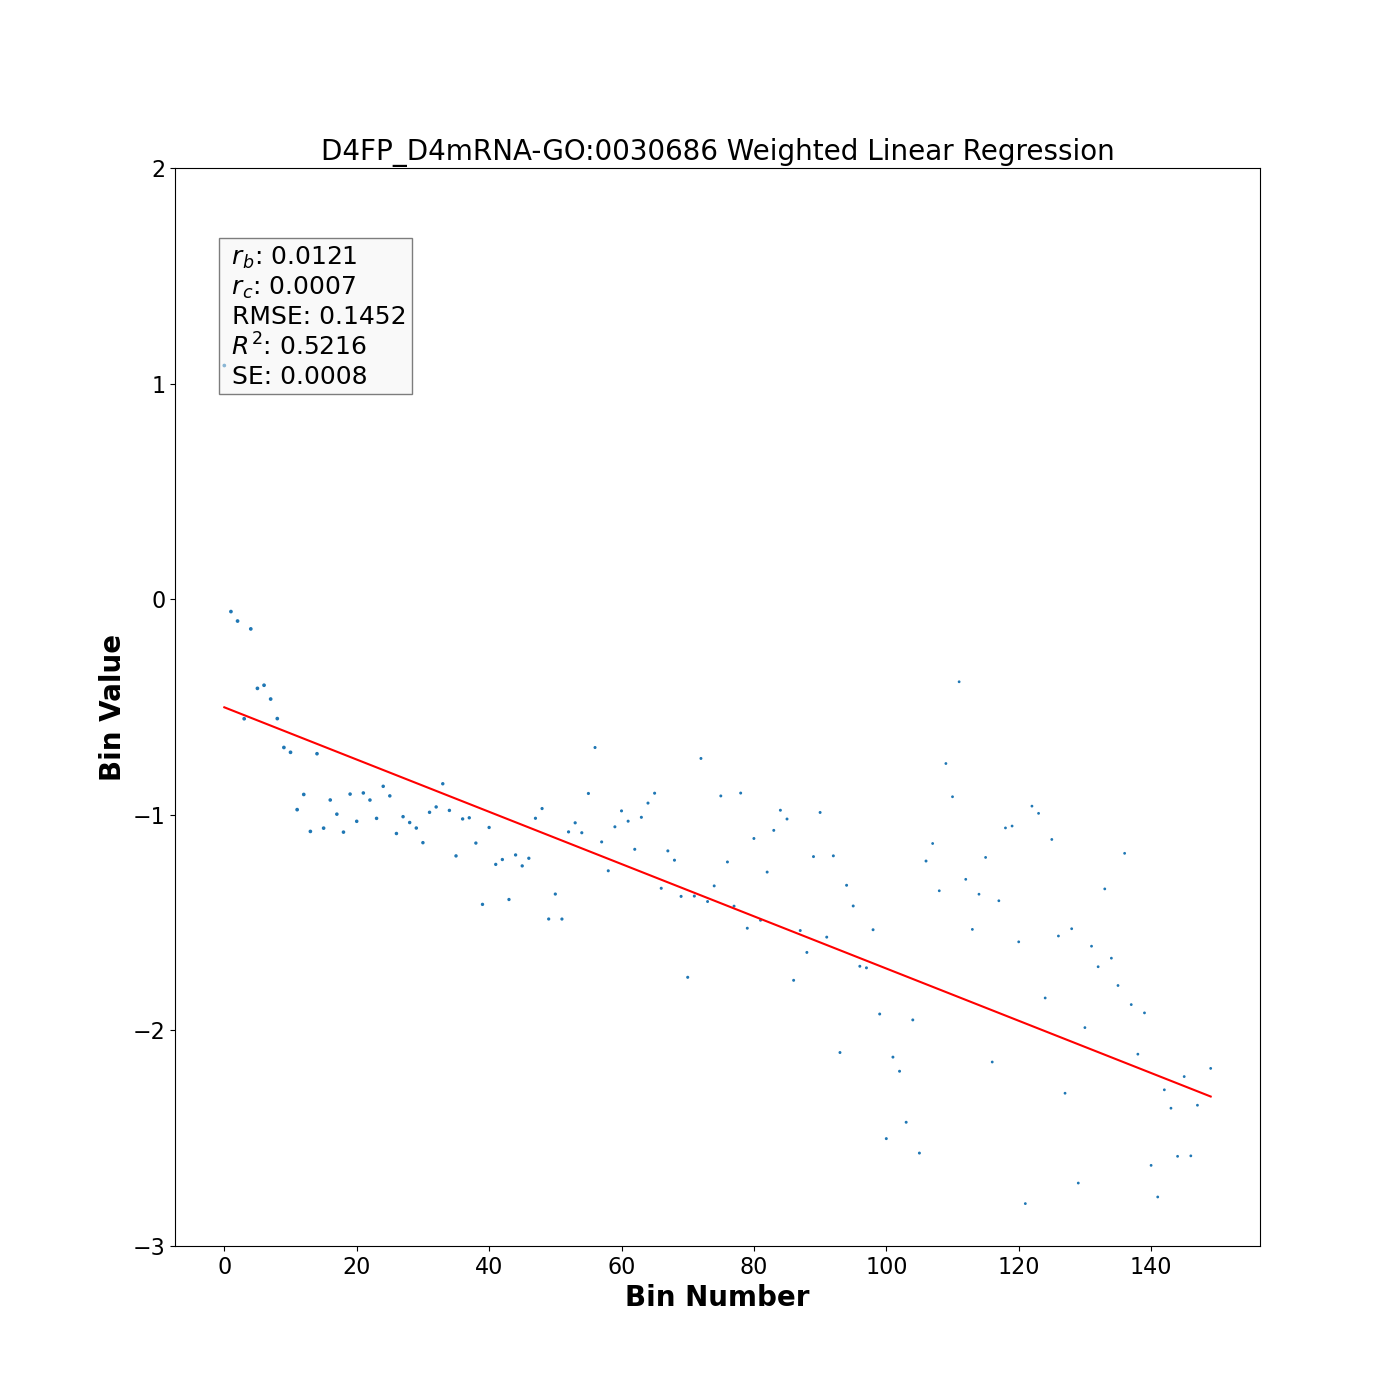 D4FP_D4mRNA-GO:0030686 Weighted Linear Regression
r_b: 0.0121
r_c: 0.0007
RMSE: 0.1452
R²: 0.5216
SE: 0.0008
Bin Value
2
1
0
−1
−2
−3
0 20 40 60 80 100 120 140
Bin Number